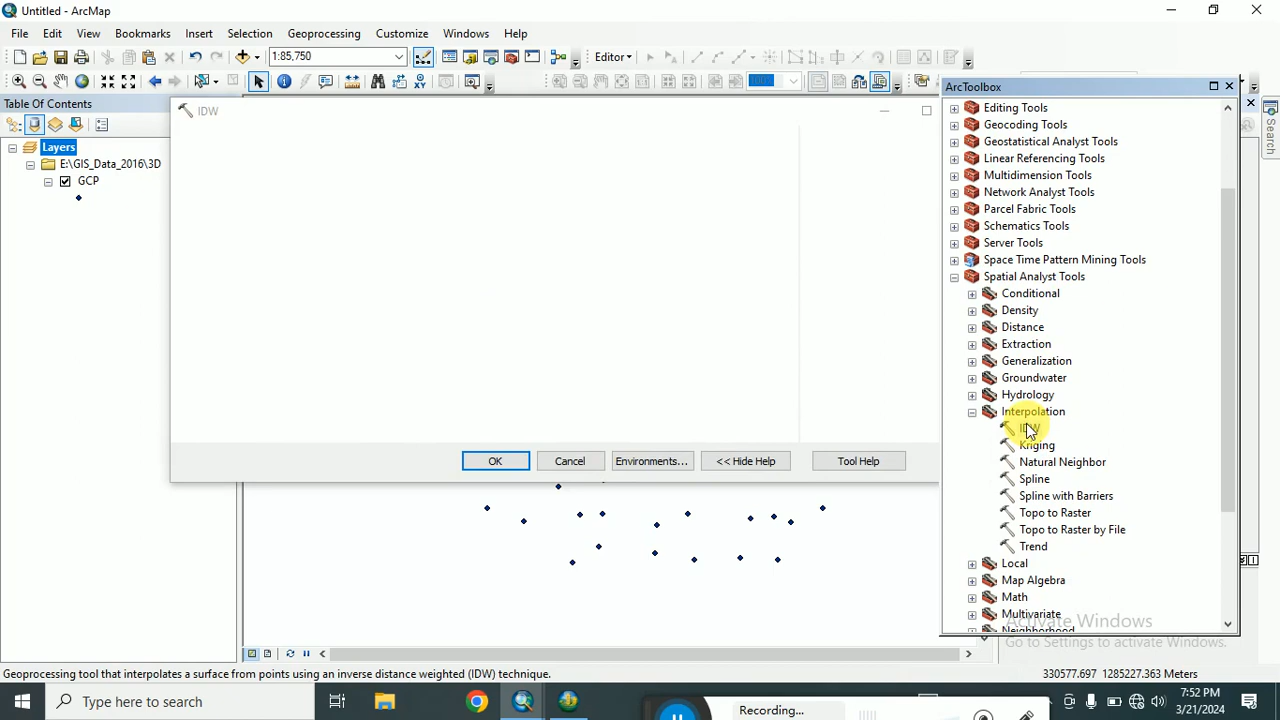 Untitled - ArcMap
File Edit View Bookmarks Insert Selection Geoprocessing Customize Windows Help
1:85,750
Editor
Table Of Contents
Layers
E:\GIS_Data_2016\3D
GCP
IDW
OK Cancel Environments... << Hide Help Tool Help
ArcToolbox
Editing Tools
Geocoding Tools
Geostatistical Analyst Tools
Linear Referencing Tools
Multidimension Tools
Network Analyst Tools
Parcel Fabric Tools
Schematics Tools
Server Tools
Space Time Pattern Mining Tools
Spatial Analyst Tools
Conditional
Density
Distance
Extraction
Generalization
Groundwater
Hydrology
Interpolation
IDW
Kriging
Natural Neighbor
Spline
Spline with Barriers
Topo to Raster
Topo to Raster by File
Trend
Local
Map Algebra
Math
Multivariate
Neighborhood
Search
Activate Windows
Go to Settings to activate Windows.
Geoprocessing tool that interpolates a surface from points using an inverse distance weighted (IDW) technique.
330577.697 1285227.363 Meters
Type here to search
Recording...
7:52 PM
3/21/2024